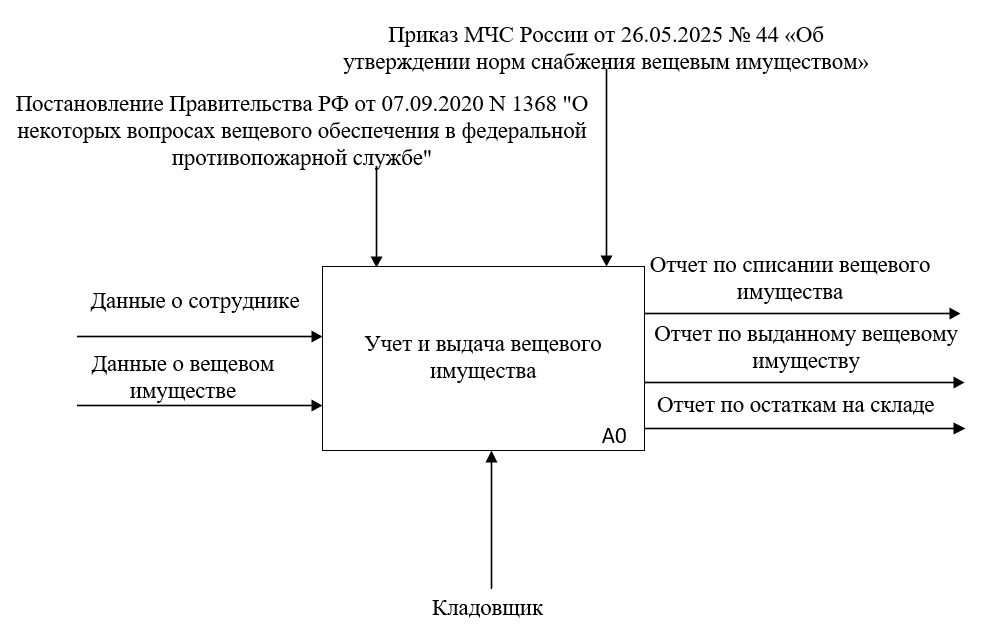 Приказ МЧС России от 26.05.2025 № 44 «Об
утверждении норм снабжения вещевым имуществом»
Постановление Правительства РФ от 07.09.2020 N 1368 "О
некоторых вопросах вещевого обеспечения в федеральной
противопожарной службе"
Данные о сотруднике
Данные о вещевом
имуществе
Учет и выдача вещевого
имущества
A0
Отчет по списании вещевого
имущества
Отчет по выданному вещевому
имуществу
Отчет по остаткам на складе
Кладовщик